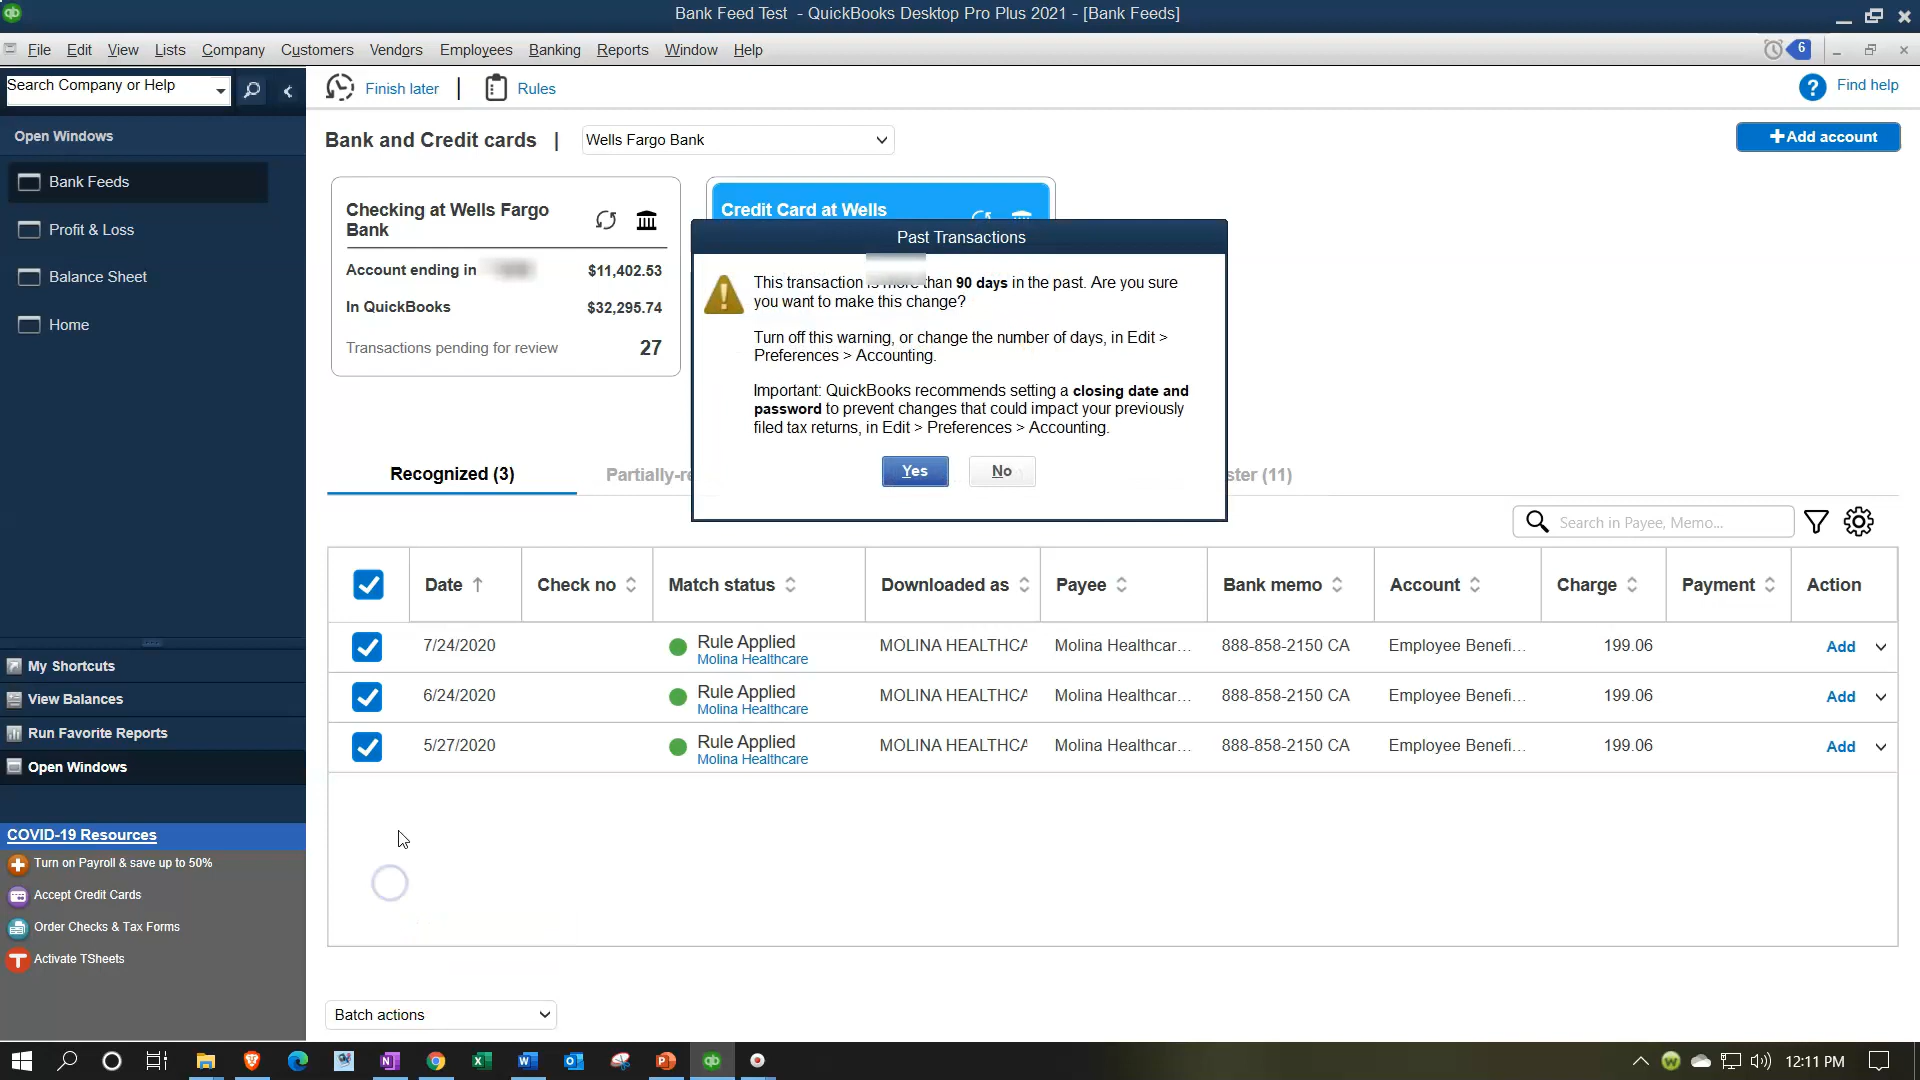 Bank Feed Test - QuickBooks Desktop Pro Plus 2021 - [Bank Feeds]
File Edit View Lists Company Customers Vendors Employees Banking Reports Window Help
6
Search Company or Help
Finish later | Rules
? Find help
Open Windows
Bank and Credit cards | Wells Fargo Bank
+Add account
Bank Feeds
Profit & Loss
Balance Sheet
Home
Checking at Wells Fargo
Bank
Account ending in $11,402.53
In QuickBooks $32,295.74
Transactions pending for review 27
Credit Card at Wells
Past Transactions
This transaction is more than 90 days in the past. Are you sure
you want to make this change?
Turn off this warning, or change the number of days, in Edit >
Preferences > Accounting.
Important: QuickBooks recommends setting a closing date and
password to prevent changes that could impact your previously
filed tax returns, in Edit > Preferences > Accounting.
Yes No
Recognized (3) Partially-re ster (11)
Search in Payee, Memo...
Date Check no Match status Downloaded as Payee Bank memo Account Charge Payment Action
7/24/2020 Rule Applied MOLINA HEALTHCA Molina Healthcar... 888-858-2150 CA Employee Benefi... 199.06 Add
Molina Healthcare
6/24/2020 Rule Applied MOLINA HEALTHCA Molina Healthcar... 888-858-2150 CA Employee Benefi... 199.06 Add
Molina Healthcare
5/27/2020 Rule Applied MOLINA HEALTHCA Molina Healthcar... 888-858-2150 CA Employee Benefi... 199.06 Add
Molina Healthcare
My Shortcuts
View Balances
Run Favorite Reports
Open Windows
COVID-19 Resources
Turn on Payroll & save up to 50%
Accept Credit Cards
Order Checks & Tax Forms
Activate TSheets
Batch actions
12:11 PM